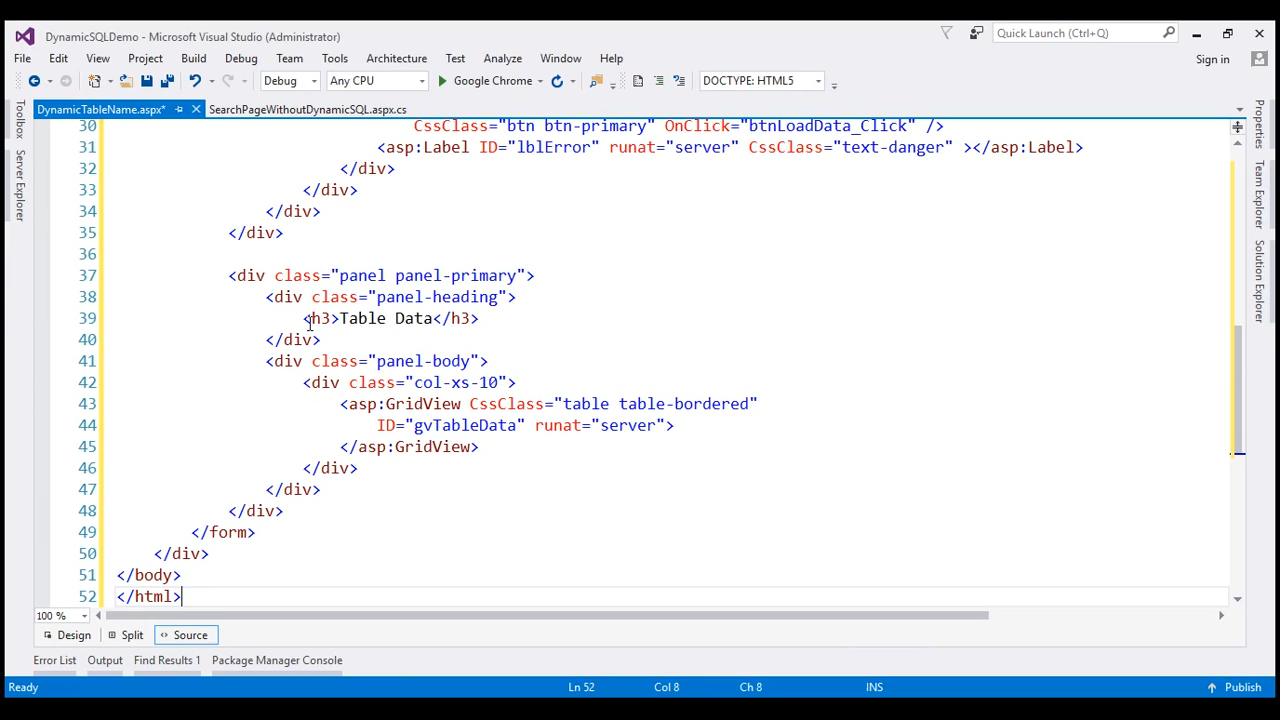 DynamicSQLDemo - Microsoft Visual Studio (Administrator)
Quick Launch (Ctrl+Q)
File Edit View Project Build Debug Team Tools Architecture Test Analyze Window Help
Sign in
Debug Any CPU Google Chrome DOCTYPE: HTML5
DynamicTableName.aspx* SearchPageWithoutDynamicSQL.aspx.cs
Toolbox
Server Explorer
Properties
Team Explorer
Solution Explorer
30 CssClass="btn btn-primary" OnClick="btnLoadData_Click" />
31 <asp:Label ID="lblError" runat="server" CssClass="text-danger" ></asp:Label>
32 </div>
33 </div>
34 </div>
35 </div>
36
37 <div class="panel panel-primary">
38 <div class="panel-heading">
39 <h3>Table Data</h3>
40 </div>
41 <div class="panel-body">
42 <div class="col-xs-10">
43 <asp:GridView CssClass="table table-bordered"
44 ID="gvTableData" runat="server">
45 </asp:GridView>
46 </div>
47 </div>
48 </div>
49 </form>
50 </div>
51 </body>
52 </html>
100 %
Design Split Source
Error List Output Find Results 1 Package Manager Console
Ready Ln 52 Col 8 Ch 8 INS Publish